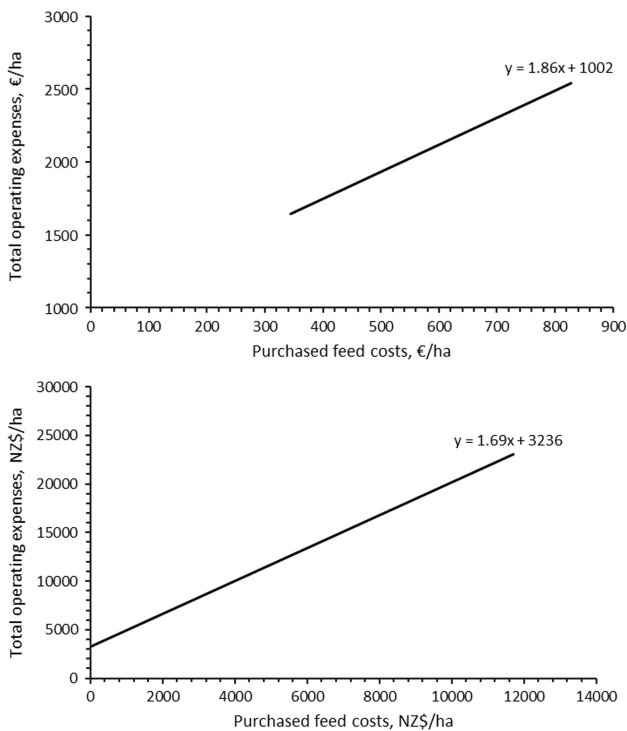 3000
y = 1.86x + 1002
2500
2000
1500
1000
Total operating expenses, €/ha
0 100 200 300 400 500 600 700 800 900
Purchased feed costs, €/ha
30000
y = 1.69x + 3236
25000
20000
15000
10000
5000
0
Total operating expenses, NZ$/ha
0 2000 4000 6000 8000 10000 12000 14000
Purchased feed costs, NZ$/ha